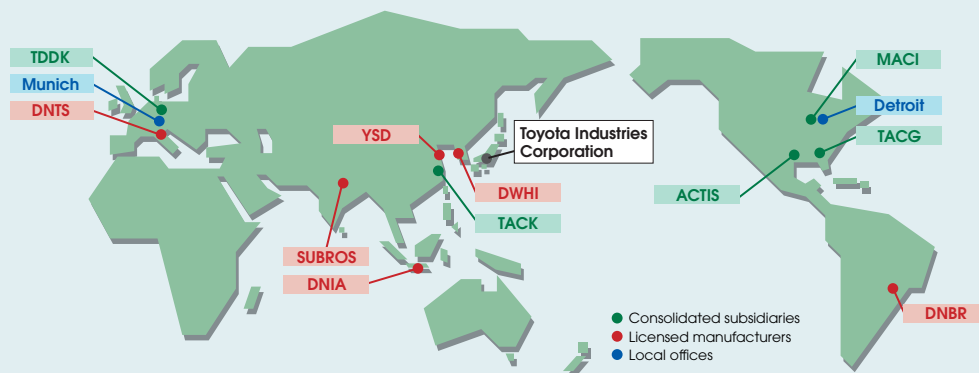 TDDK
Munich
DNTS
YSD
Toyota Industries
Corporation
DWHI
TACK
SUBROS
DNIA
MACI
Detroit
TACG
ACTIS
DNBR
Consolidated subsidiaries
Licensed manufacturers
Local offices